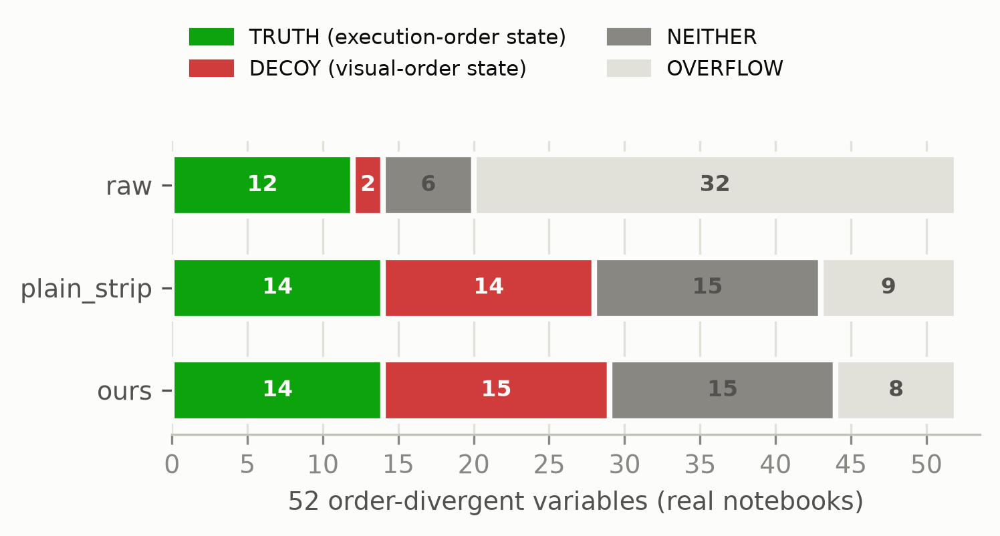 TRUTH (execution-order state) NEITHER
DECOY (visual-order state) OVERFLOW
raw 12 2 6 32
plain_strip 14 14 15 9
ours 14 15 15 8
0 5 10 15 20 25 30 35 40 45 50
52 order-divergent variables (real notebooks)